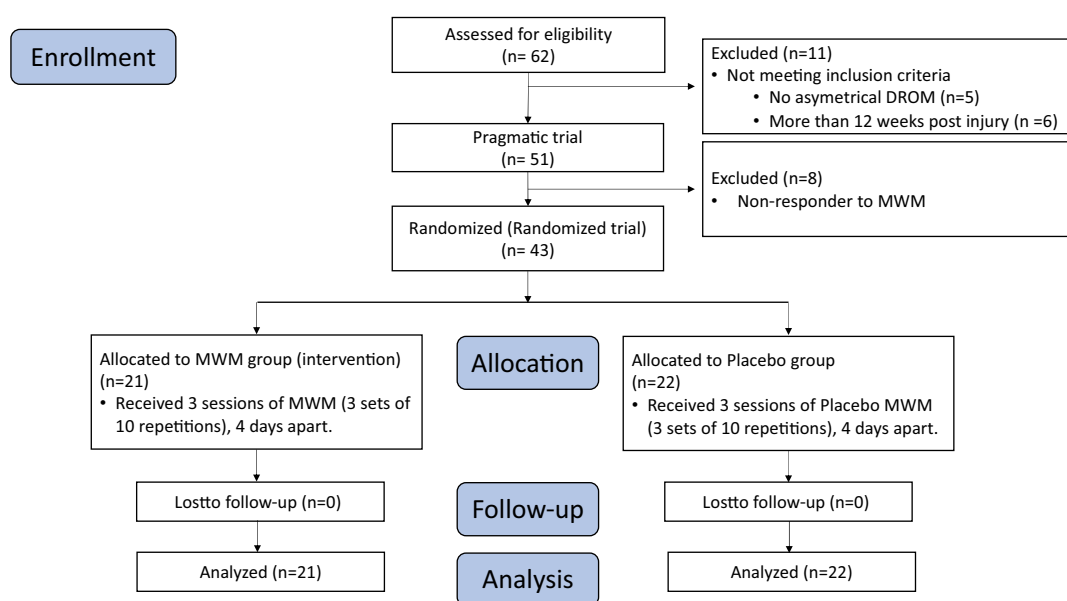 Enrollment
Assessed for eligibility
(n= 62)
Excluded (n=11)
• Not meeting inclusion criteria
• No asymetrical DROM (n=5)
• More than 12 weeks post injury (n =6)
Pragmatic trial
(n= 51)
Excluded (n=8)
• Non-responder to MWM
Randomized (Randomized trial)
(n= 43)
Allocation
Allocated to MWM group (intervention)
(n=21)
• Received 3 sessions of MWM (3 sets of
10 repetitions), 4 days apart.
Allocated to Placebo group
(n=22)
• Received 3 sessions of Placebo MWM
(3 sets of 10 repetitions), 4 days apart.
Follow-up
Lostto follow-up (n=0)
Lostto follow-up (n=0)
Analysis
Analyzed (n=21)
Analyzed (n=22)